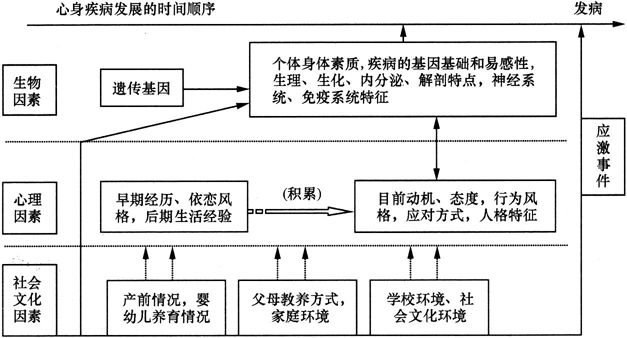 心身疾病发展的时间顺序
发病
生物
因素
遗传基因
个体身体素质,疾病的基因基础和易感性,
生理、生化、内分泌、解剖特点,神经系
统、免疫系统特征
应激事件
心理
因素
早期经历、依恋风
格,后期生活经验
(积累)
目前动机、态度,行为风
格,应对方式,人格特征
社会
文化
因素
产前情况,婴
幼儿养育情况
父母教养方式,
家庭环境
学校环境、社
会文化环境